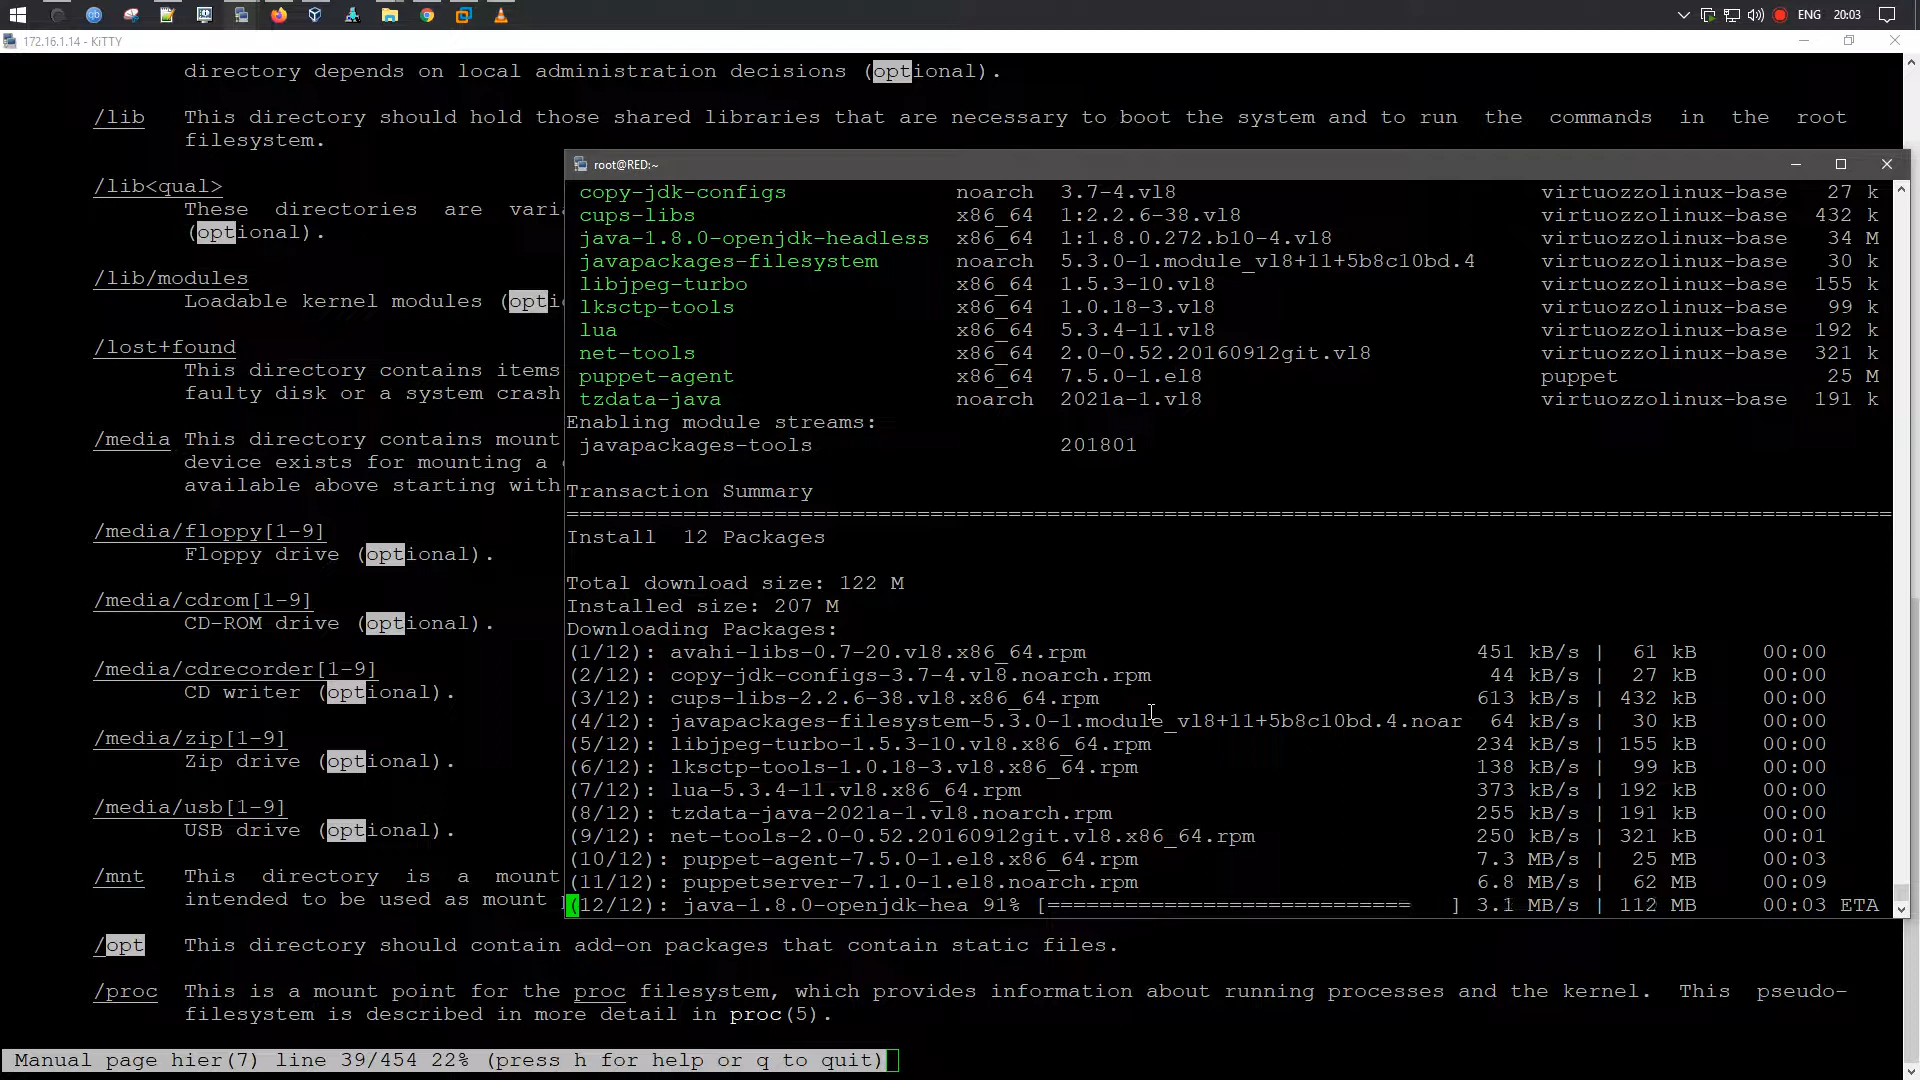 ENG 20:03
172.16.1.14 - KiTTY
directory depends on local administration decisions (optional).
/lib This directory should hold those shared libraries that are necessary to boot the system and to run the commands in the root
filesystem.
/lib<qual>
These directories are vari
(optional).
/lib/modules
Loadable kernel modules (opti
/lost+found
This directory contains items
faulty disk or a system crash
/media This directory contains mount
device exists for mounting a
available above starting with
/media/floppy[1-9]
Floppy drive (optional).
/media/cdrom[1-9]
CD-ROM drive (optional).
/media/cdrecorder[1-9]
CD writer (optional).
/media/zip[1-9]
Zip drive (optional).
/media/usb[1-9]
USB drive (optional).
/mnt This directory is a mount
intended to be used as mount
/opt This directory should contain add-on packages that contain static files.
/proc This is a mount point for the proc filesystem, which provides information about running processes and the kernel. This pseudo-
filesystem is described in more detail in proc(5).
Manual page hier(7) line 39/454 22% (press h for help or q to quit)
root@RED:~
copy-jdk-configs noarch 3.7-4.vl8 virtuozzolinux-base 27 k
cups-libs x86_64 1:2.2.6-38.vl8 virtuozzolinux-base 432 k
java-1.8.0-openjdk-headless x86_64 1:1.8.0.272.b10-4.vl8 virtuozzolinux-base 34 M
javapackages-filesystem noarch 5.3.0-1.module_vl8+11+5b8c10bd.4 virtuozzolinux-base 30 k
libjpeg-turbo x86_64 1.5.3-10.vl8 virtuozzolinux-base 155 k
lksctp-tools x86_64 1.0.18-3.vl8 virtuozzolinux-base 99 k
lua x86_64 5.3.4-11.vl8 virtuozzolinux-base 192 k
net-tools x86_64 2.0-0.52.20160912git.vl8 virtuozzolinux-base 321 k
puppet-agent x86_64 7.5.0-1.el8 puppet 25 M
tzdata-java noarch 2021a-1.vl8 virtuozzolinux-base 191 k
Enabling module streams:
javapackages-tools 201801
Transaction Summary
================================================================================
Install 12 Packages
Total download size: 122 M
Installed size: 207 M
Downloading Packages:
(1/12): avahi-libs-0.7-20.vl8.x86_64.rpm 451 kB/s | 61 kB 00:00
(2/12): copy-jdk-configs-3.7-4.vl8.noarch.rpm 44 kB/s | 27 kB 00:00
(3/12): cups-libs-2.2.6-38.vl8.x86_64.rpm 613 kB/s | 432 kB 00:00
(4/12): javapackages-filesystem-5.3.0-1.module_vl8+11+5b8c10bd.4.noar 64 kB/s | 30 kB 00:00
(5/12): libjpeg-turbo-1.5.3-10.vl8.x86_64.rpm 234 kB/s | 155 kB 00:00
(6/12): lksctp-tools-1.0.18-3.vl8.x86_64.rpm 138 kB/s | 99 kB 00:00
(7/12): lua-5.3.4-11.vl8.x86_64.rpm 373 kB/s | 192 kB 00:00
(8/12): tzdata-java-2021a-1.vl8.noarch.rpm 255 kB/s | 191 kB 00:00
(9/12): net-tools-2.0-0.52.20160912git.vl8.x86_64.rpm 250 kB/s | 321 kB 00:01
(10/12): puppet-agent-7.5.0-1.el8.x86_64.rpm 7.3 MB/s | 25 MB 00:03
(11/12): puppetserver-7.1.0-1.el8.noarch.rpm 6.8 MB/s | 62 MB 00:09
(12/12): java-1.8.0-openjdk-hea 91% [============================ ] 3.1 MB/s | 112 MB 00:03 ETA